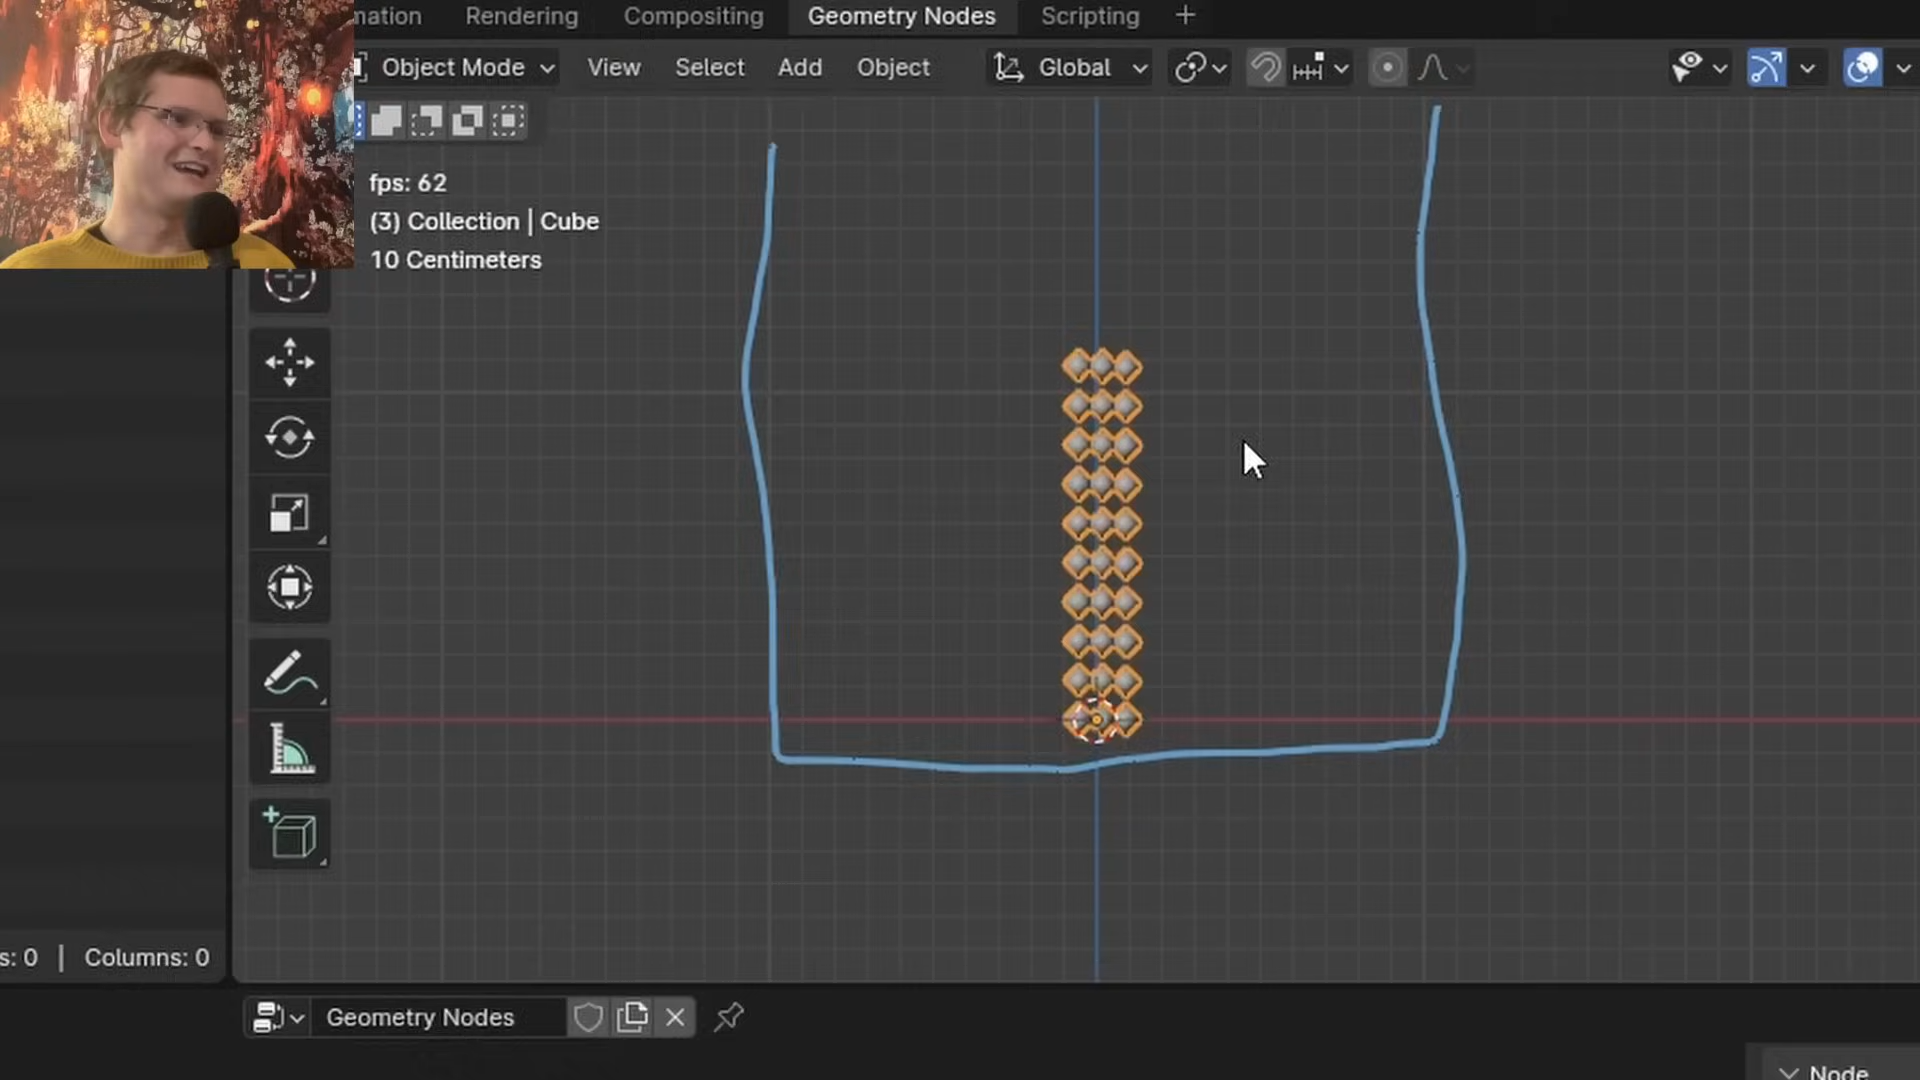 mation Rendering Compositing Geometry Nodes Scripting +
Object Mode View Select Add Object Global
fps: 62
(3) Collection | Cube
10 Centimeters
s: 0 | Columns: 0
Geometry Nodes
Node